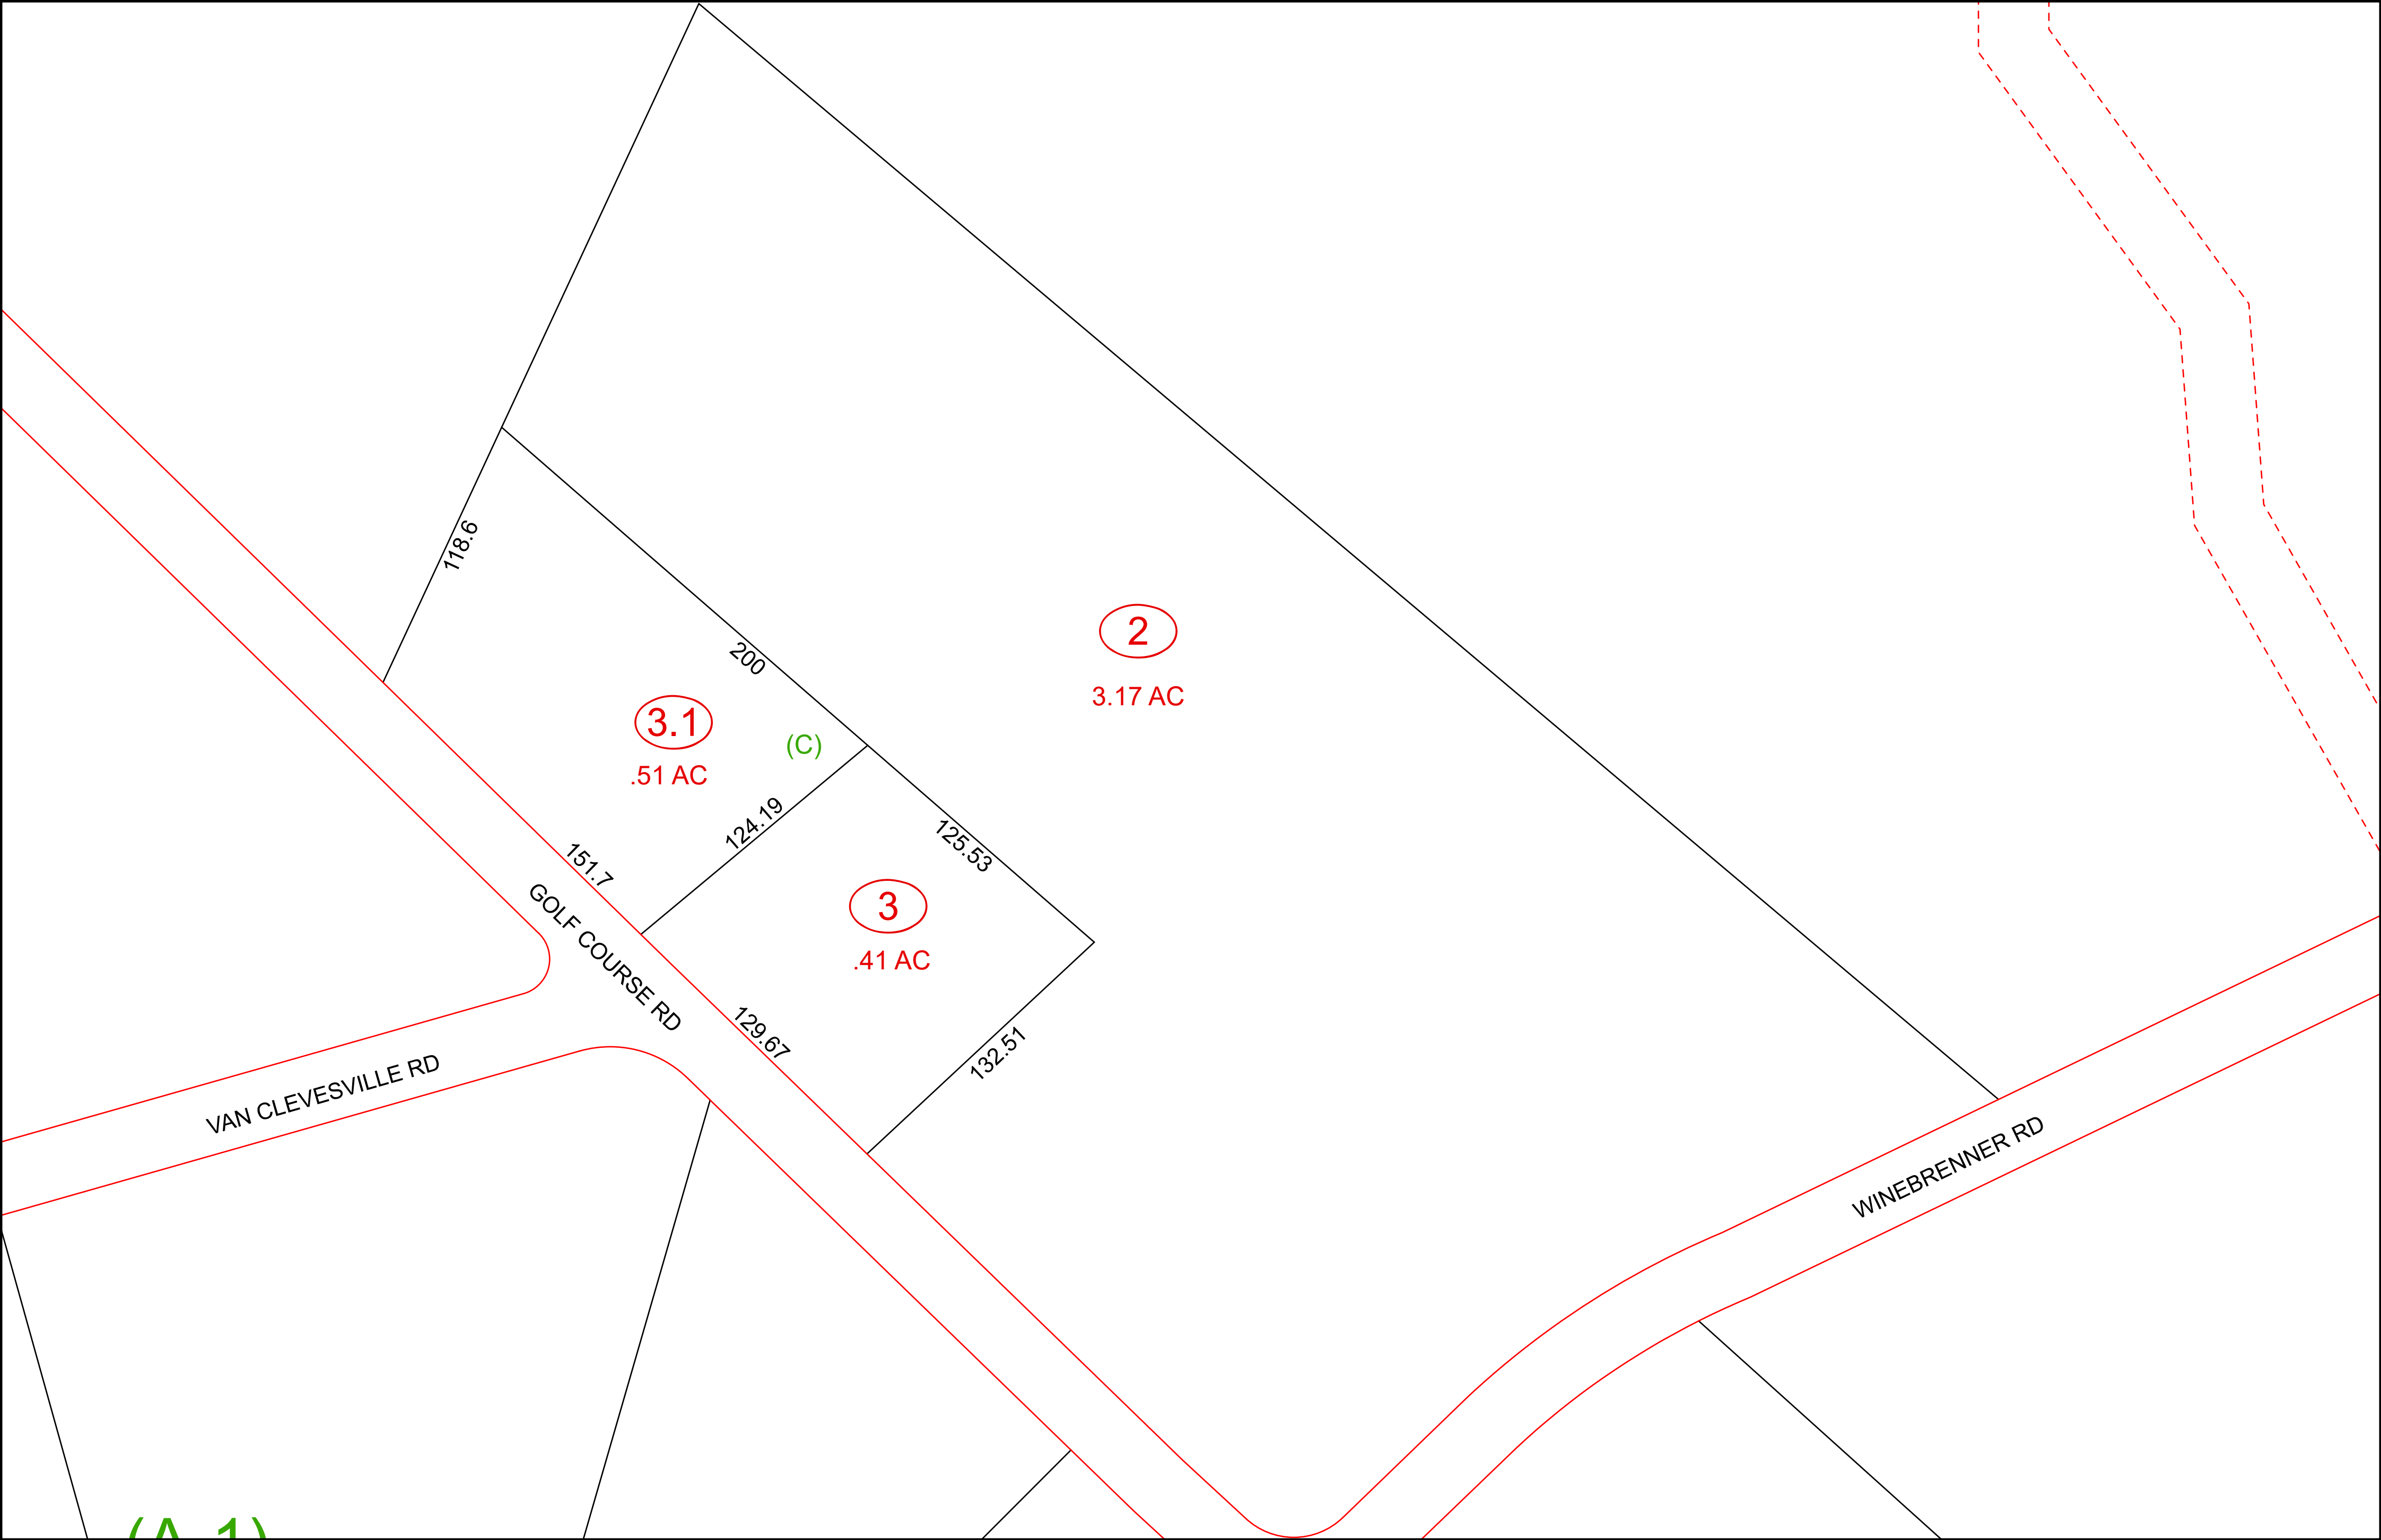 118.6
200
2
3.17 AC
3.1
.51 AC
(C)
124.19
125.53
151.7
3
.41 AC
GOLF COURSE RD
129.67
132.51
VAN CLEVESVILLE RD
WINEBRENNER RD